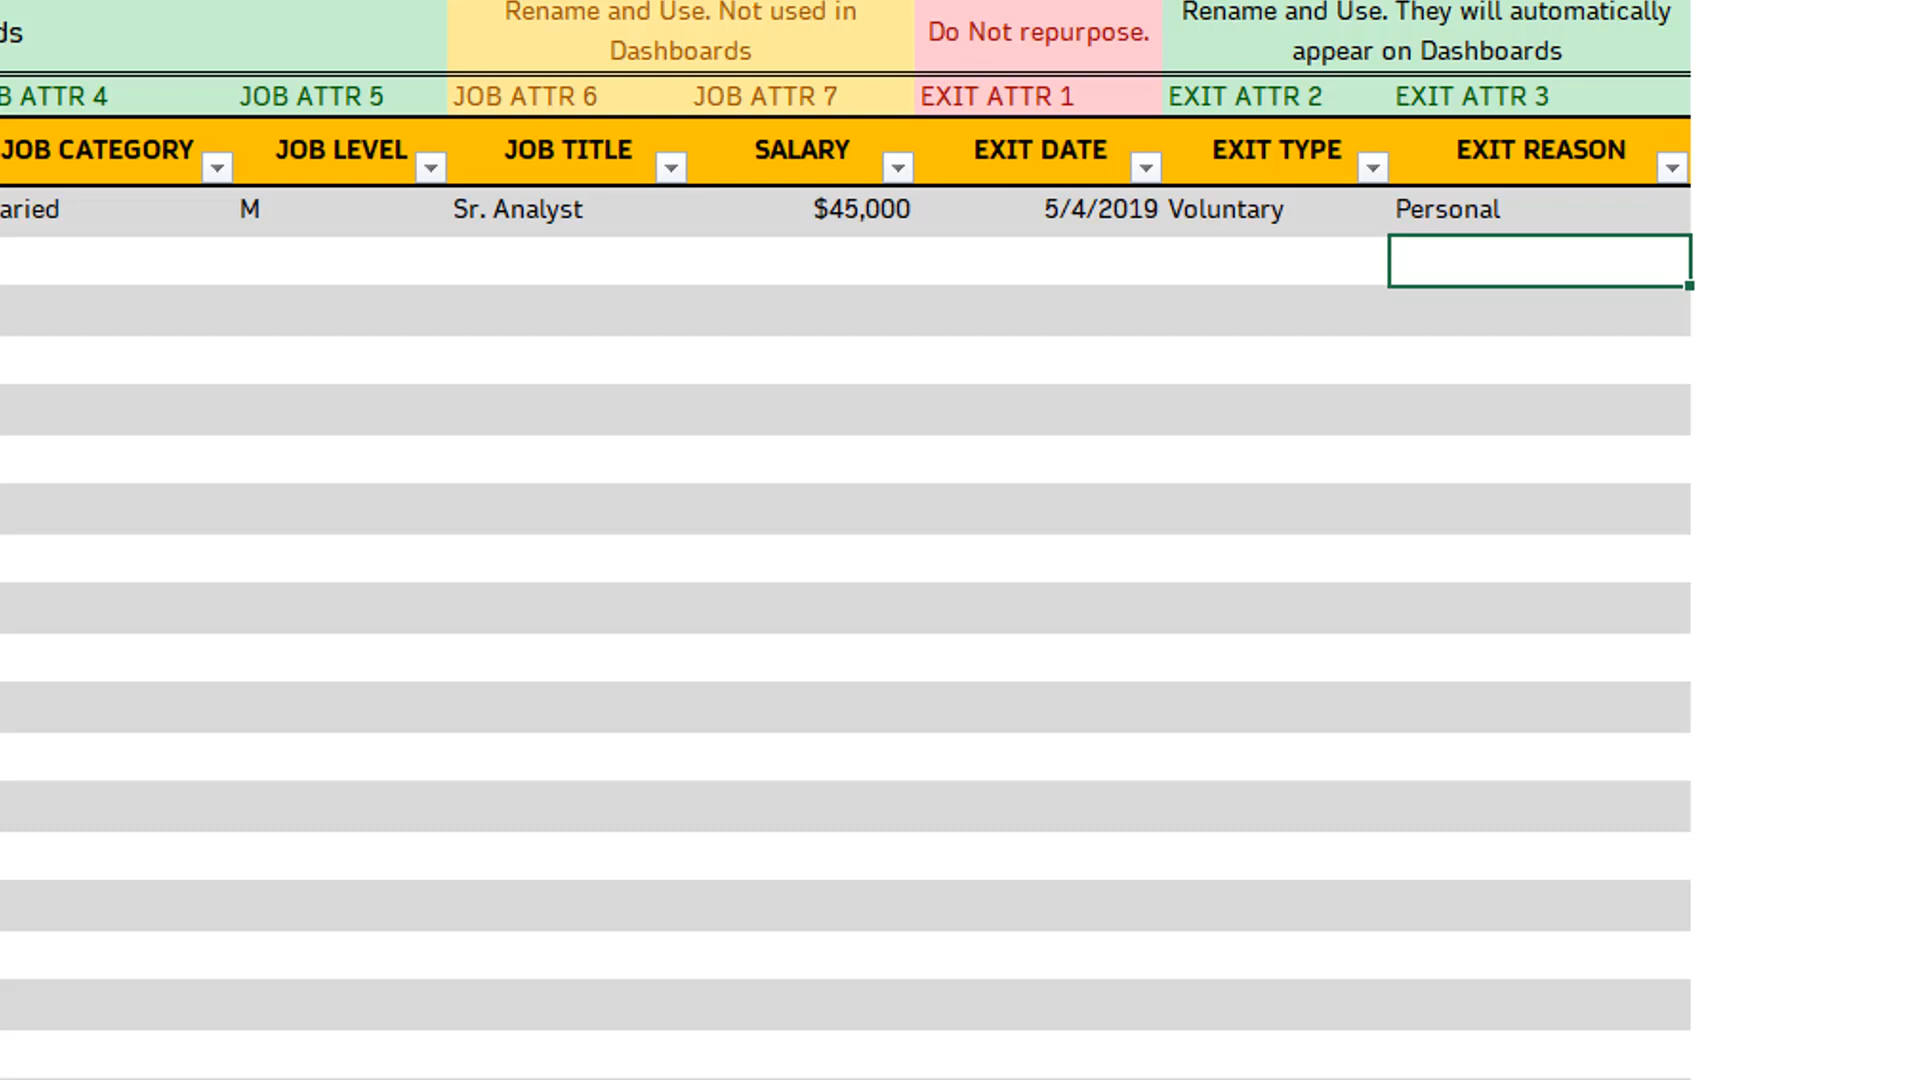 ds
Rename and Use. Not used in
Dashboards
Do Not repurpose.
Rename and Use. They will automatically
appear on Dashboards
B ATTR 4 JOB ATTR 5 JOB ATTR 6 JOB ATTR 7 EXIT ATTR 1 EXIT ATTR 2 EXIT ATTR 3
JOB CATEGORY JOB LEVEL JOB TITLE SALARY EXIT DATE EXIT TYPE EXIT REASON
aried M Sr. Analyst $45,000 5/4/2019 Voluntary Personal